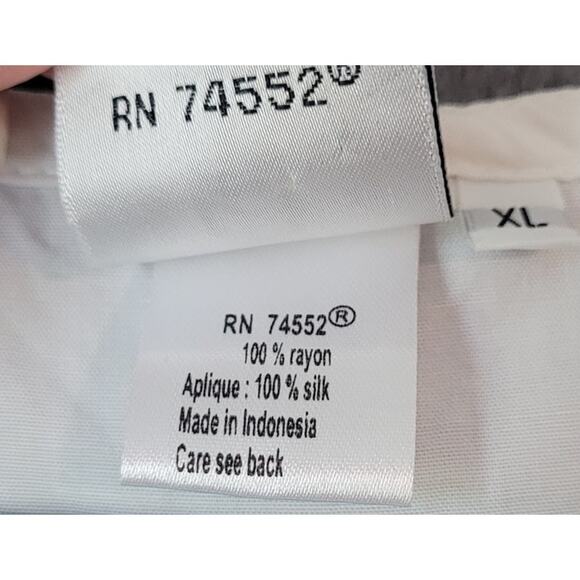 RN 74552®
XL
RN 74552®
100 % rayon
Aplique : 100 % silk
Made in Indonesia
Care see back